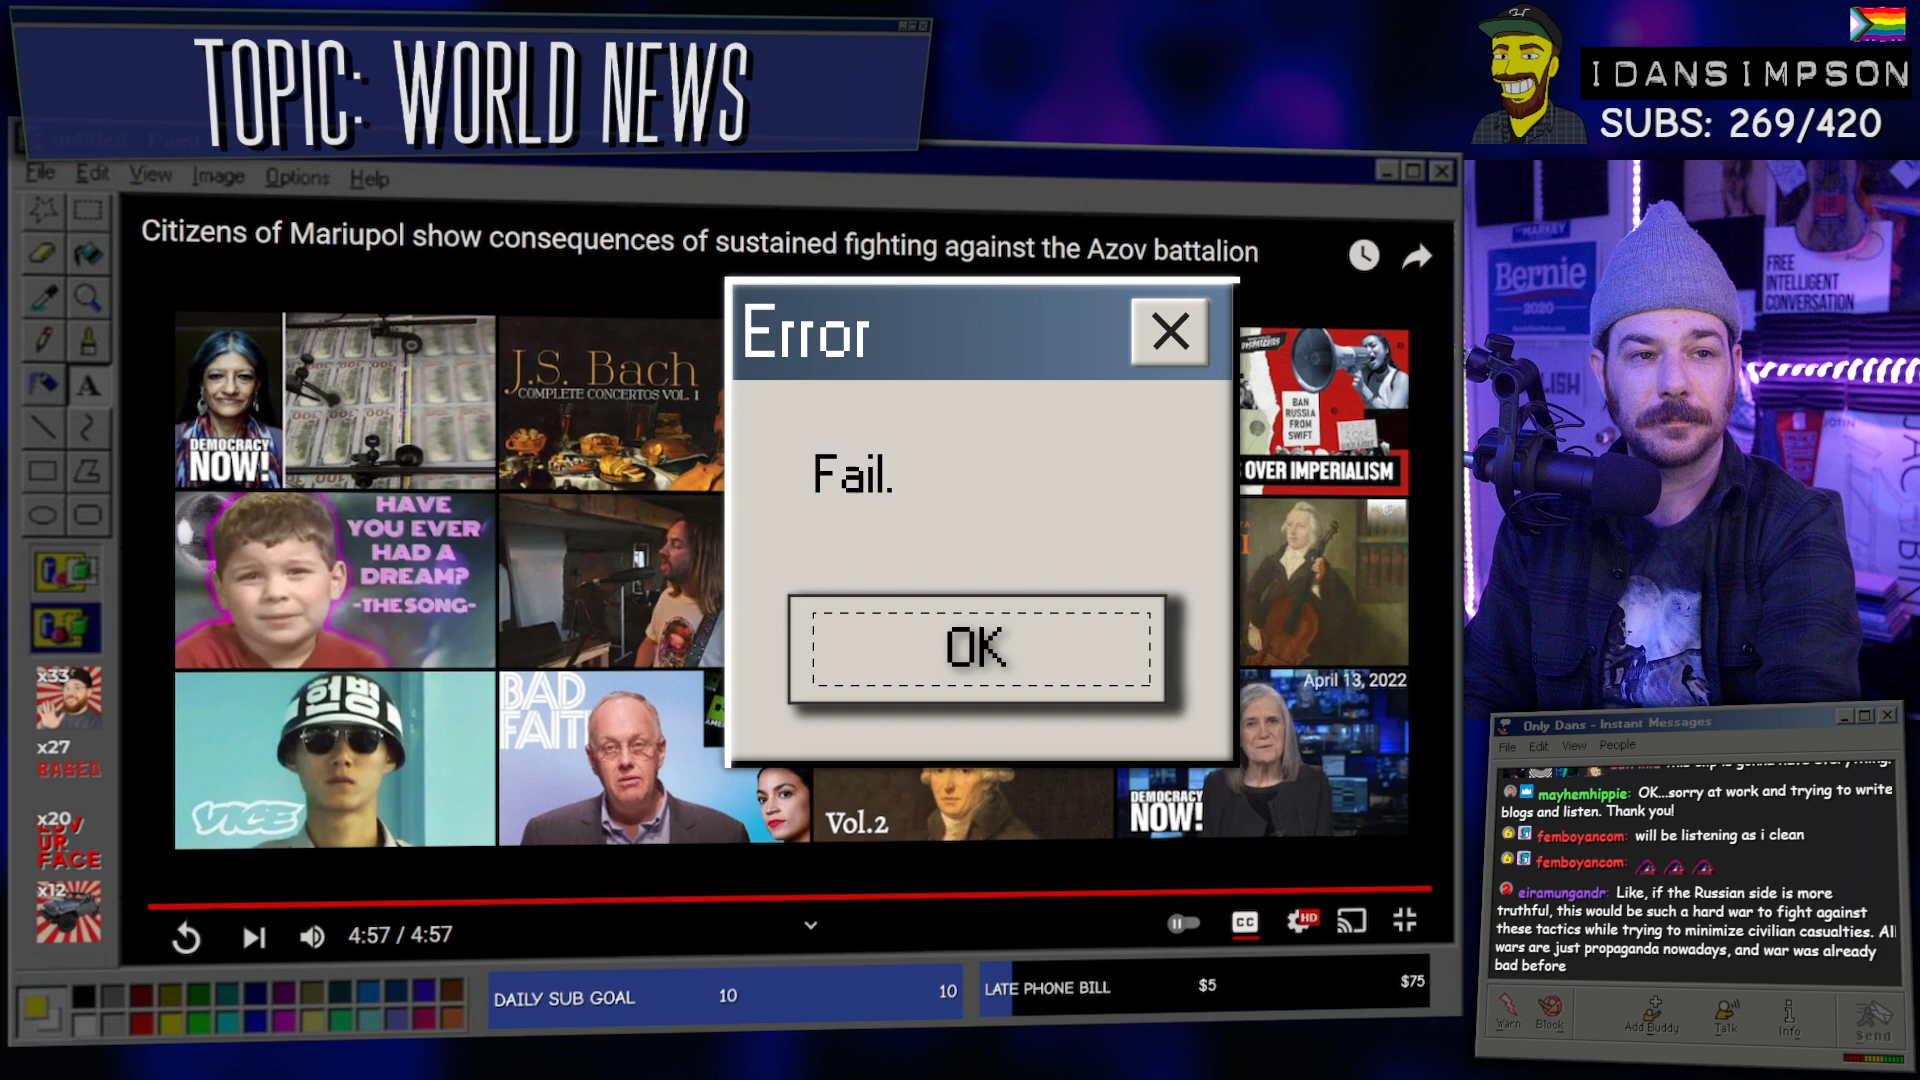 TOPIC: WORLD NEWS
IDANSIMPSON
SUBS: 269/420
File Edit View Image Options Help
Citizens of Mariupol show consequences of sustained fighting against the Azov battalion
DEMOCRACY
NOW!
J.S. Bach
COMPLETE CONCERTOS VOL. 1
Error
Fail.
OK
BAN
RUSSIA
FROM
SWIFT
OVER IMPERIALISM
HAVE
YOU EVER
HAD A
DREAM?
-THE SONG-
헌병
VICE
BAD
FAIT
Vol.2
April 13, 2022
DEMOCRACY
NOW!
4:57 / 4:57
CC
HD
x33
x27
BASED
x20
UR
FACE
x12
A
DAILY SUB GOAL 10 10
LATE PHONE BILL $5 $75
Bernie
2020
FREE
INTELLIGENT
CONVERSATION
Only Dans - Instant Messages
File Edit View People
mayhemhippie: OK...sorry at work and trying to write
blogs and listen. Thank you!
femboyancom: will be listening as i clean
femboyancom:
eiramungandr: Like, if the Russian side is more
truthful, this would be such a hard war to fight against
these tactics while trying to minimize civilian casualties. Al
wars are just propaganda nowadays, and war was already
bad before
Warn Block Add Buddy Talk Info Send